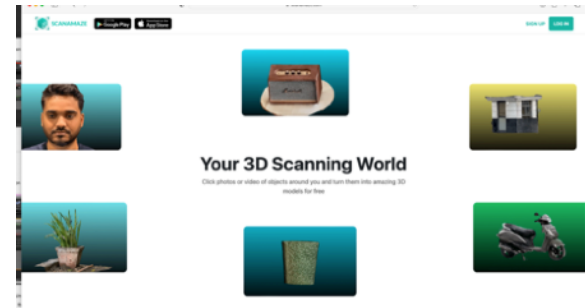 SCANAMAZE Google Play App Store SIGN UP LOG IN
Your 3D Scanning World
Click photos or video of objects around you and turn them into amazing 3D
models for free